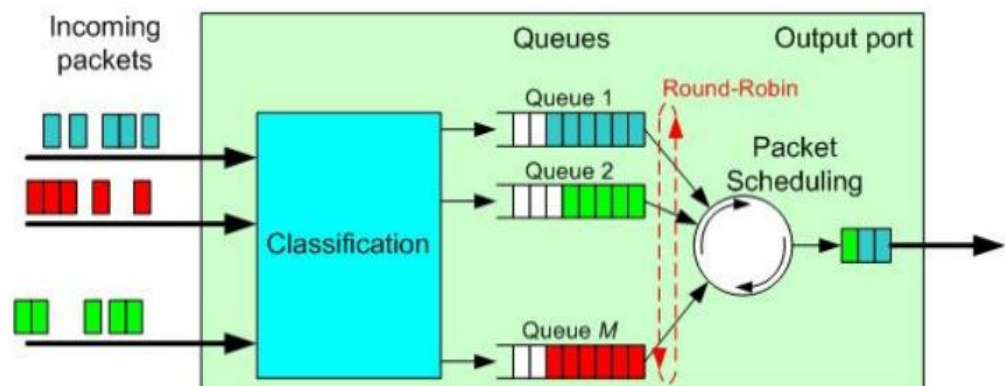 Incoming
packets
Queues
Output port
Queue 1
Round-Robin
Queue 2
Packet
Scheduling
Classification
Queue M